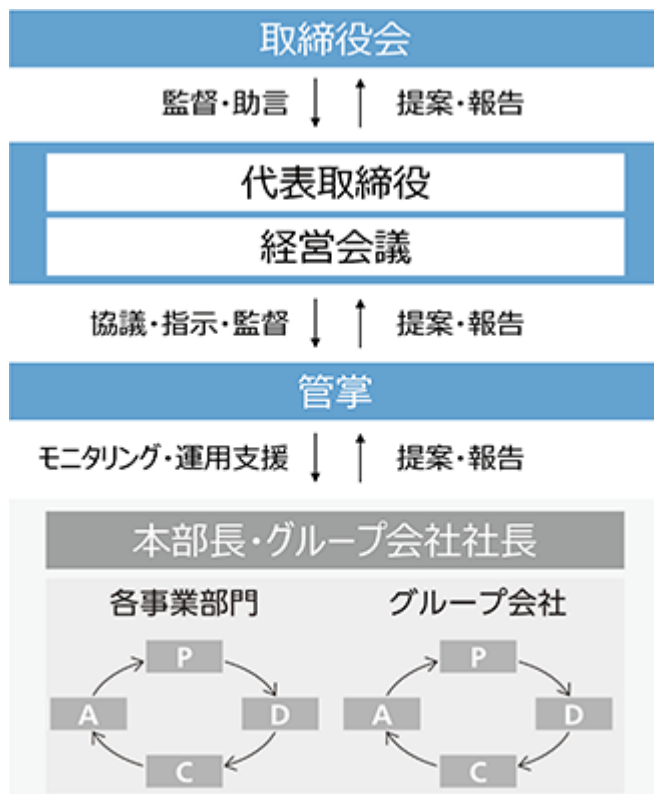 取締役会
監督・助言 提案・報告
代表取締役
経営会議
協議・指示・監督 提案・報告
管掌
モニタリング・運用支援 提案・報告
本部長・グループ会社社長
各事業部門 グループ会社
P P
A D A D
C C